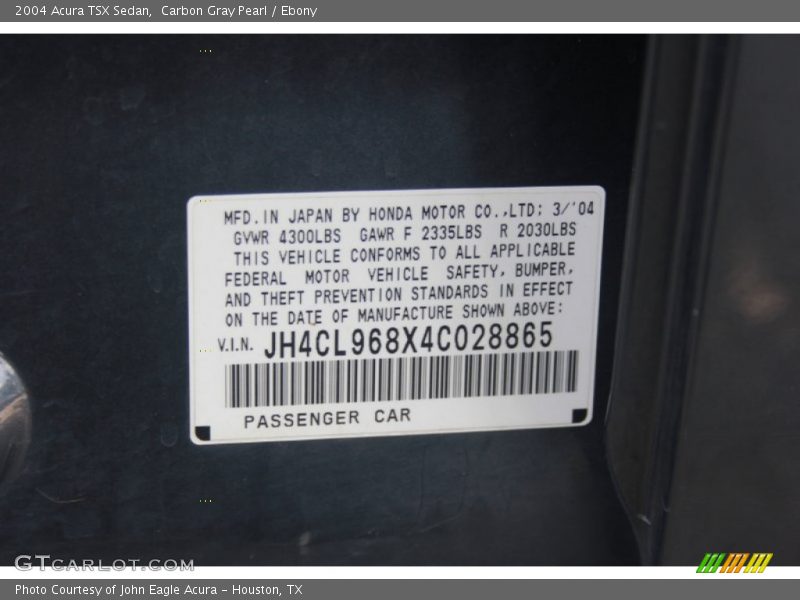 2004 Acura TSX Sedan,  Carbon Gray Pearl / Ebony
MFD. IN JAPAN BY HONDA MOTOR CO.,LTD: 3/'04
GVWR 4300LBS GAWR F 2335LBS R 2030LBS
THIS VEHICLE CONFORMS TO ALL APPLICABLE
FEDERAL MOTOR VEHICLE SAFETY, BUMPER,
AND THEFT PREVENTION STANDARDS IN EFFECT
ON THE DATE OF MANUFACTURE SHOWN ABOVE:
V.I.N. JH4CL968X4C028865
PASSENGER CAR
GTCARLOT.COM
Photo Courtesy of John Eagle Acura - Houston, TX